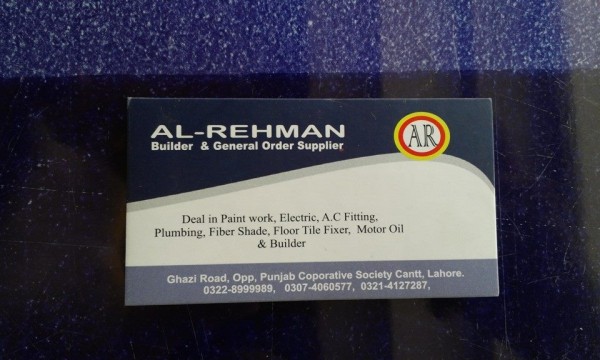 AL-REHMAN
Builder & General Order Supplier
AR
Deal in Paint work, Electric, A.C Fitting,
Plumbing, Fiber Shade, Floor Tile Fixer, Motor Oil
& Builder
Ghazi Road, Opp, Punjab Coporative Society Cantt, Lahore.
0322-8999989, 0307-4060577, 0321-4127287,